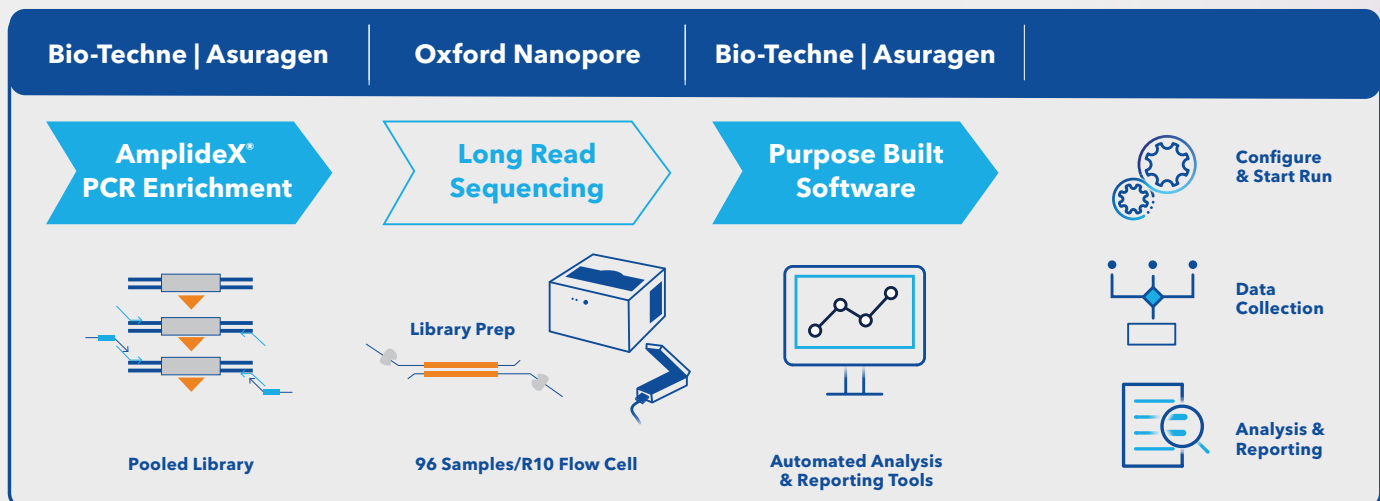 Bio-Techne | Asuragen
Oxford Nanopore
Bio-Techne | Asuragen
AmplideX®
PCR Enrichment
Long Read
Sequencing
Purpose Built
Software
Configure
& Start Run
Library Prep
Data
Collection
Pooled Library
96 Samples/R10 Flow Cell
Automated Analysis
& Reporting Tools
Analysis &
Reporting